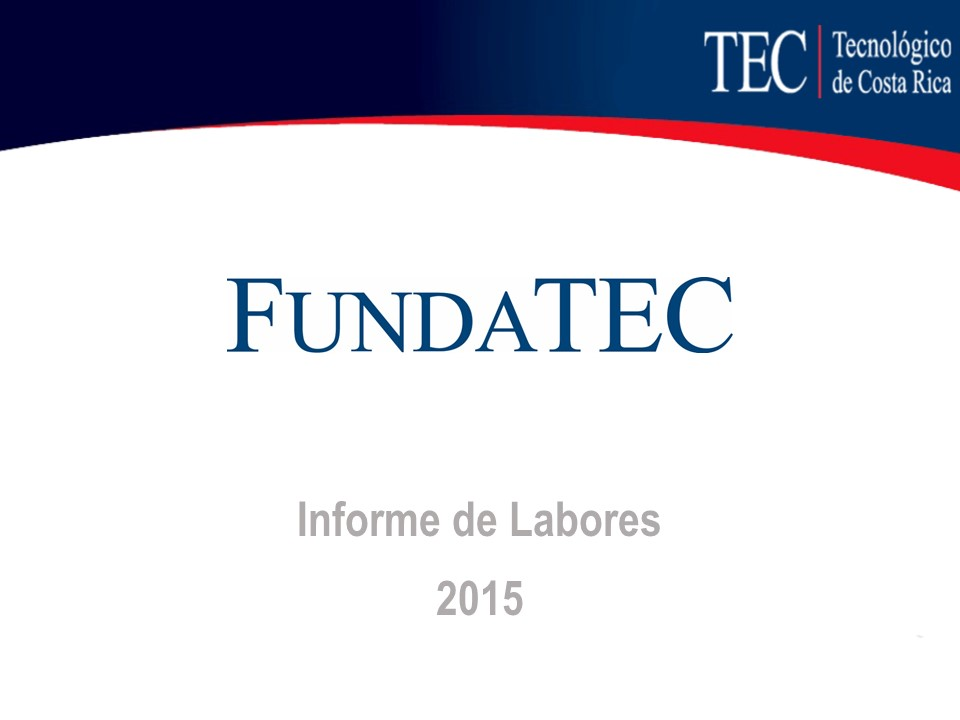 TEC | Tecnológico
de Costa Rica
FUNDATEC
Informe de Labores
2015